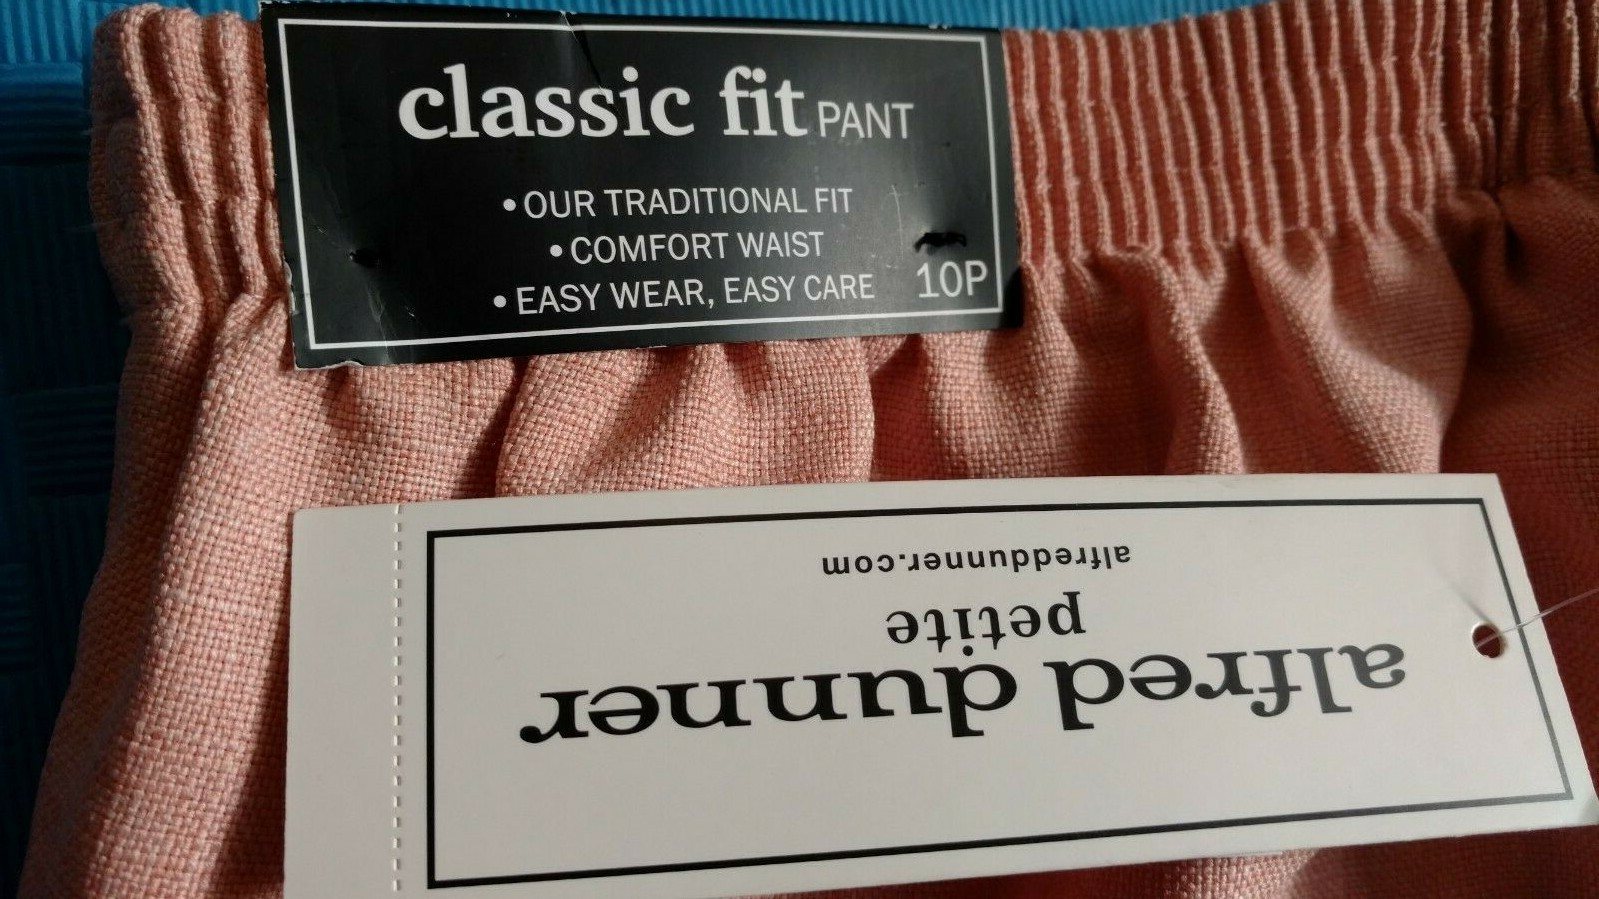 classic fit PANT
• OUR TRADITIONAL FIT
• COMFORT WAIST
• EASY WEAR, EASY CARE 10P
alfred dunner
petite
alfreddunner.com